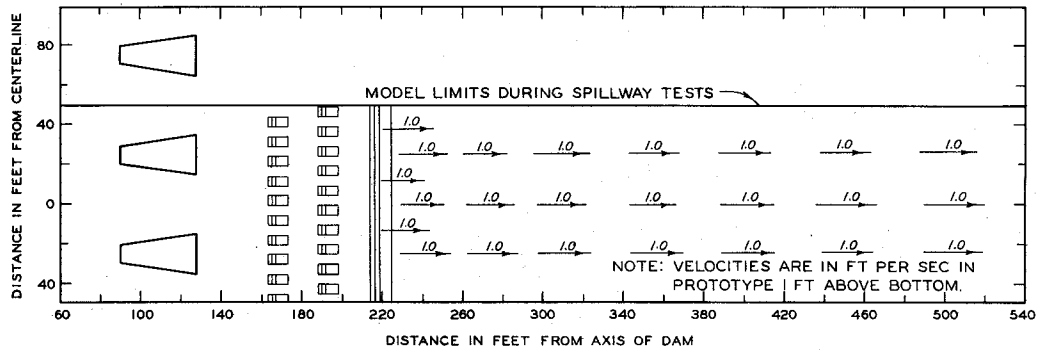 DISTANCE IN FEET FROM CENTERLINE
80
40
0
40
MODEL LIMITS DURING SPILLWAY TESTS
1.0
1.0 1.0 1.0 1.0 1.0 1.0 1.0
1.0
1.0 1.0 1.0 1.0 1.0 1.0 1.0
1.0
1.0 1.0 1.0 1.0 1.0 1.0 1.0
NOTE: VELOCITIES ARE IN FT PER SEC IN
PROTOTYPE 1 FT ABOVE BOTTOM.
60 100 140 180 220 260 300 340 380 420 460 500 540
DISTANCE IN FEET FROM AXIS OF DAM